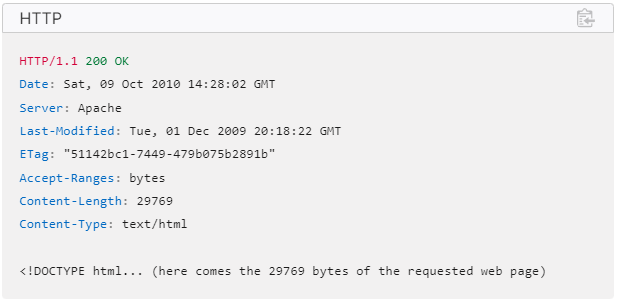 HTTP
HTTP/1.1 200 OK
Date: Sat, 09 Oct 2010 14:28:02 GMT
Server: Apache
Last-Modified: Tue, 01 Dec 2009 20:18:22 GMT
ETag: "51142bc1-7449-479b075b2891b"
Accept-Ranges: bytes
Content-Length: 29769
Content-Type: text/html
<!DOCTYPE html... (here comes the 29769 bytes of the requested web page)